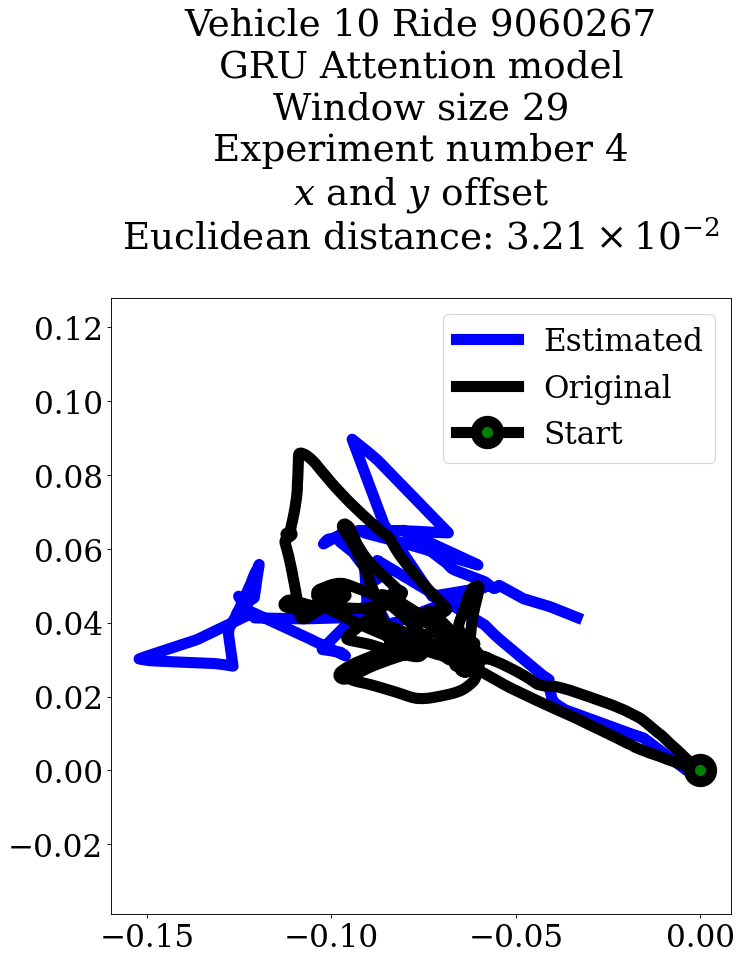 Vehicle 10 Ride 9060267
GRU Attention model
Window size 29
Experiment number 4
x and y offset
Euclidean distance: 3.21 × 10⁻²
Estimated
Original
Start
0.12
0.10
0.08
0.06
0.04
0.02
0.00
−0.02
−0.15
−0.10
−0.05
0.00